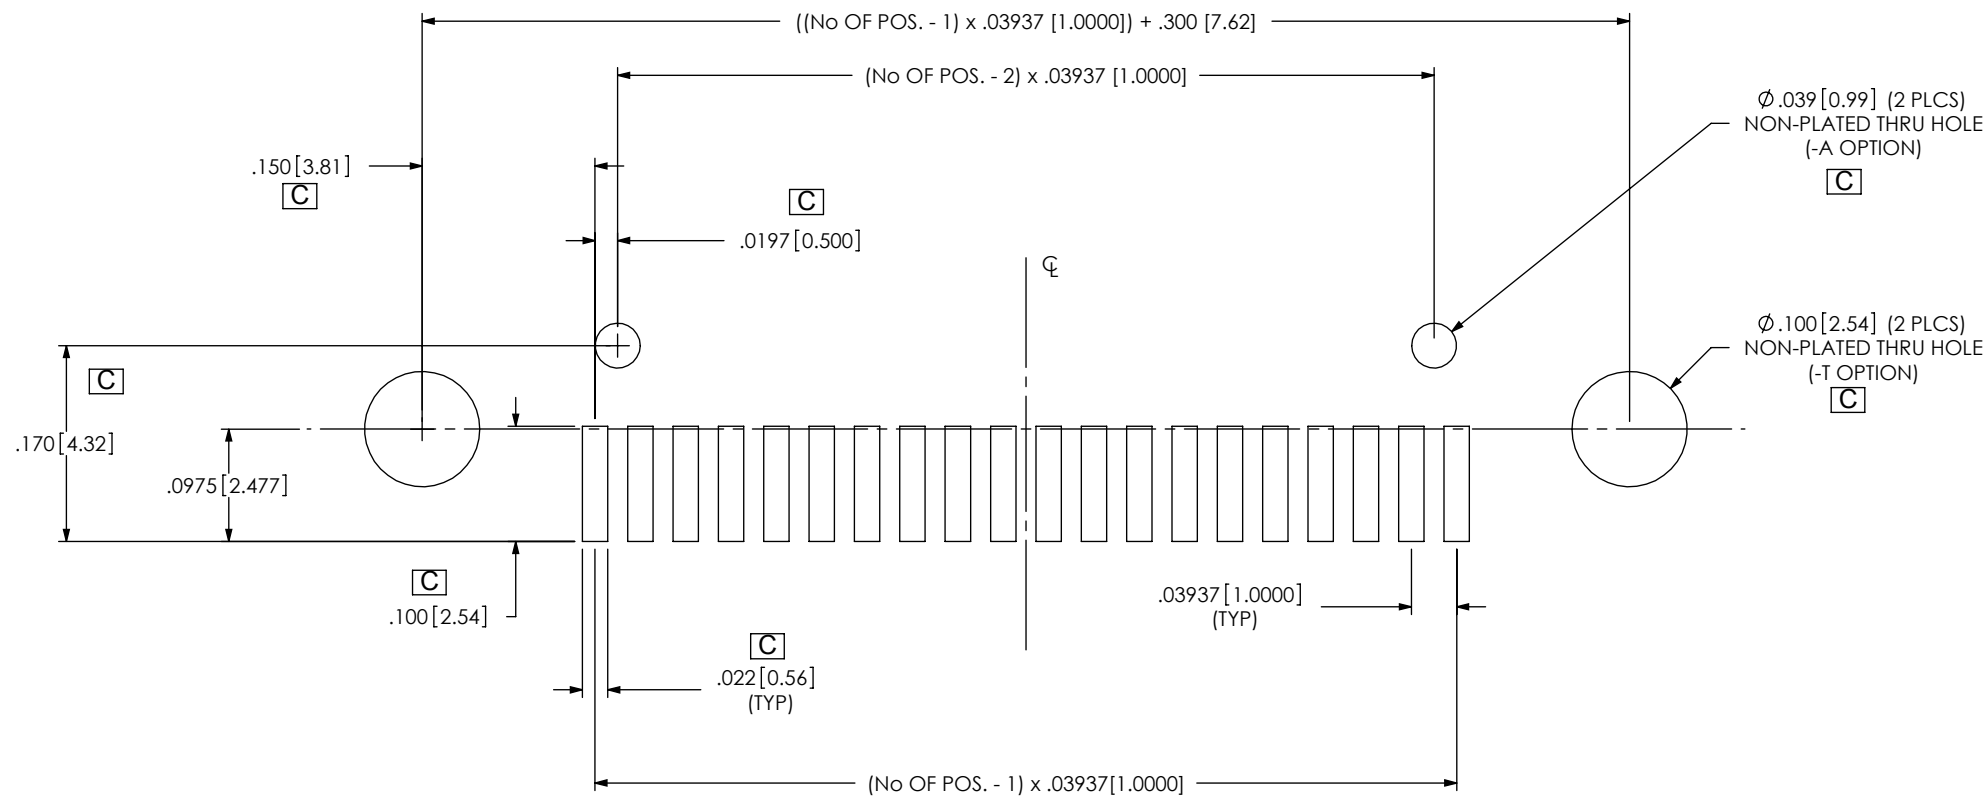 ((No OF POS. - 1) x .03937 [1.0000]) + .300 [7.62]
(No OF POS. - 2) x .03937 [1.0000]
Ø.039[0.99] (2 PLCS)
NON-PLATED THRU HOLE
(-A OPTION)
C
.150[3.81]
C
C
.0197[0.500]
℄
Ø.100[2.54] (2 PLCS)
NON-PLATED THRU HOLE
(-T OPTION)
C
C
.170[4.32]
.0975[2.477]
C
.100[2.54]
.03937[1.0000]
(TYP)
C
.022[0.56]
(TYP)
(No OF POS. - 1) x .03937[1.0000]